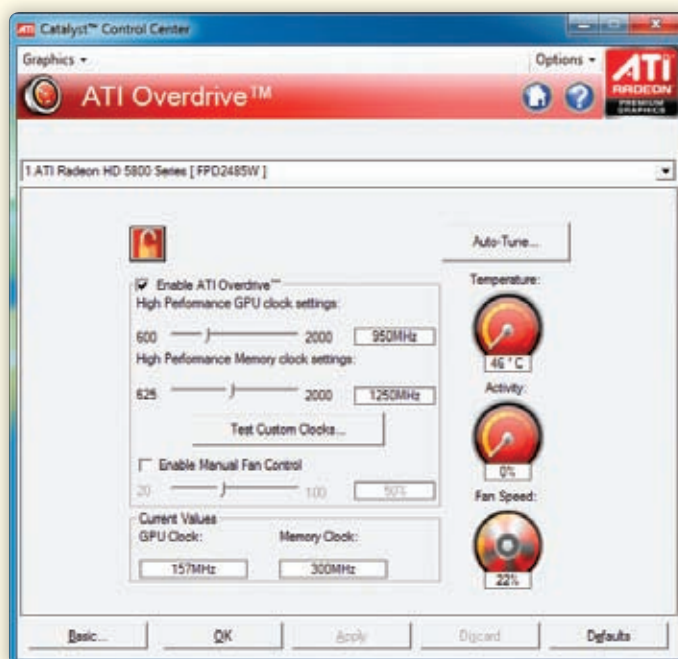 ATI Catalyst™ Control Center
Graphics
Options
ATI Overdrive™
ATI
RADEON
PREMIUM
GRAPHICS
1.ATI Radeon HD 5800 Series [ FPD2485W ]
Auto-Tune...
Enable ATI Overdrive™
High Performance GPU clock settings:
600 2000 950MHz
High Performance Memory clock settings:
625 2000 1250MHz
Test Custom Clocks...
Enable Manual Fan Control
20 100 50%
Current Values
GPU Clock: Memory Clock:
157MHz 300MHz
Temperature:
46 °C
Activity:
0%
Fan Speed:
22%
Basic... OK Apply Discard Defaults